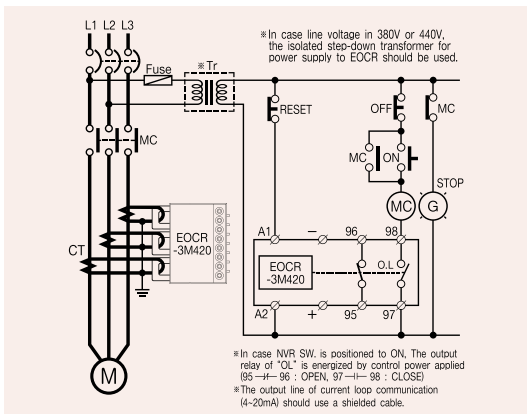 L1 L2 L3
※In case line voltage in 380V or 440V,
the isolated step-down transformer for
power supply to EOCR should be used.
Fuse
※Tr
RESET
OFF
MC
MC
MC
ON
STOP
MC
G
A1
−
96
98
CT
EOCR
-3M420
EOCR
-3M420
O.L
A2
+
95
97
M
※In case NVR SW. is positioned to ON, The output
relay of "OL" is energized by control power applied
(95 96 : OPEN, 97 98 : CLOSE)
※The output line of current loop communication
(4~20mA) should use a shielded cable.